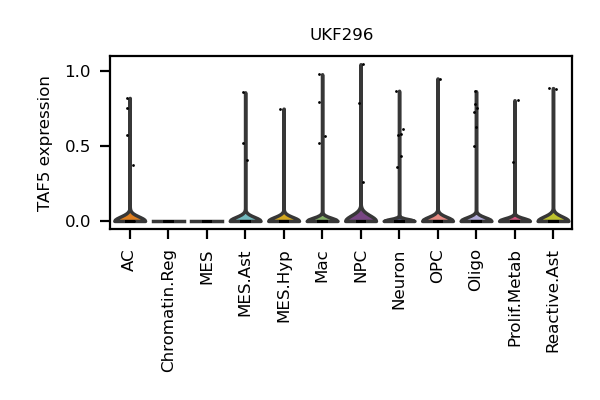 UKF296
TAF5 expression
1.0
0.5
0.0
AC
Chromatin.Reg
MES
MES.Ast
MES.Hyp
Mac
NPC
Neuron
OPC
Oligo
Prolif.Metab
Reactive.Ast